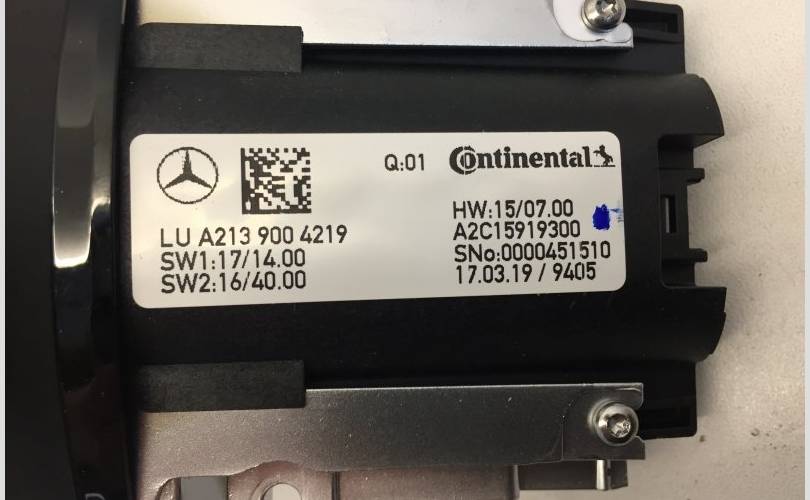 Q:01 Continental
LU A213 900 4219
SW1:17/14.00
SW2:16/40.00
HW:15/07.00
A2C15919300
SNo:0000451510
17.03.19 / 9405